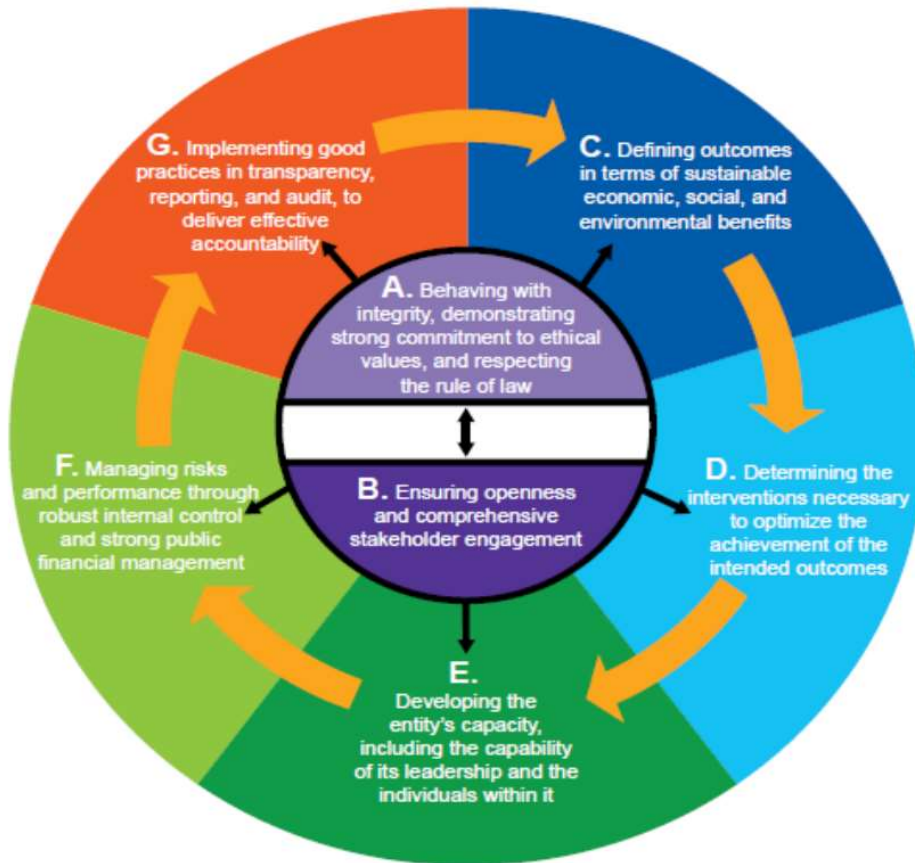 G. Implementing good
practices in transparency,
reporting, and audit, to
deliver effective
accountability
C. Defining outcomes
in terms of sustainable
economic, social, and
environmental benefits
A. Behaving with
integrity, demonstrating
strong commitment to ethical
values, and respecting
the rule of law
F. Managing risks
and performance through
robust internal control
and strong public
financial management
B. Ensuring openness
and comprehensive
stakeholder engagement
D. Determining the
interventions necessary
to optimize the
achievement of the
intended outcomes
E.
Developing the
entity's capacity,
including the capability
of its leadership and the
individuals within it